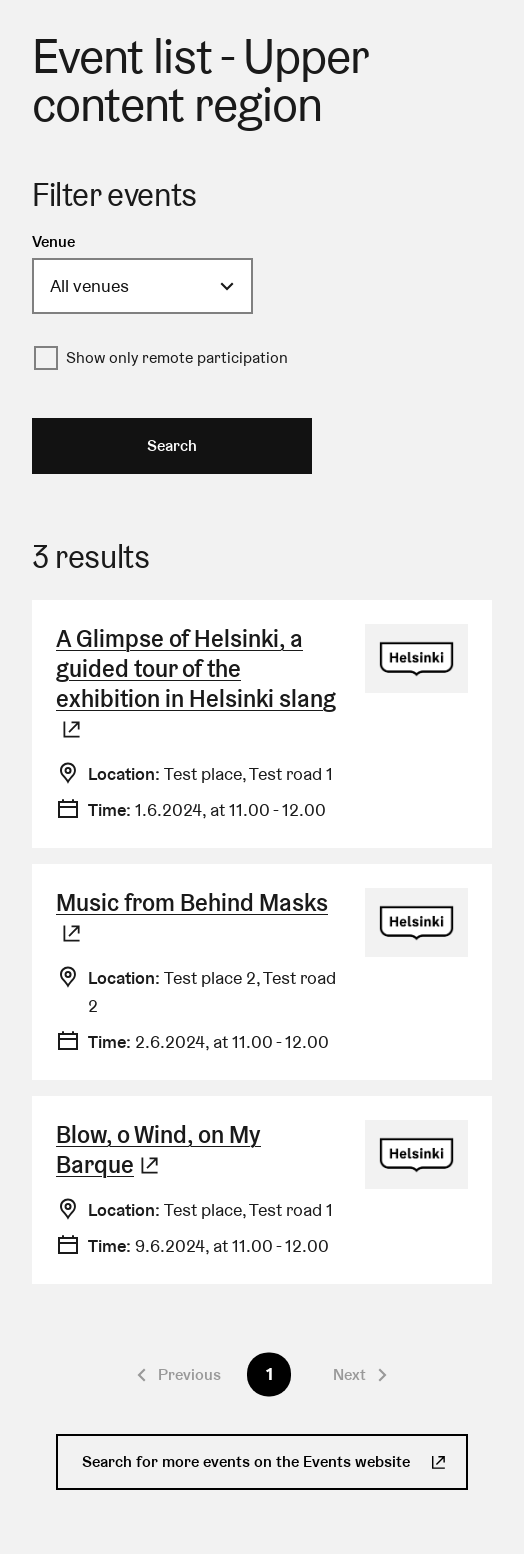 Event list - Upper
content region
Filter events
Venue
All venues
Show only remote participation
Search
3 results
A Glimpse of Helsinki, a
guided tour of the
exhibition in Helsinki slang
Helsinki
Location: Test place, Test road 1
Time: 1.6.2024, at 11.00 - 12.00
Music from Behind Masks
Helsinki
Location: Test place 2, Test road
2
Time: 2.6.2024, at 11.00 - 12.00
Blow, o Wind, on My
Barque
Helsinki
Location: Test place, Test road 1
Time: 9.6.2024, at 11.00 - 12.00
Previous 1 Next
Search for more events on the Events website